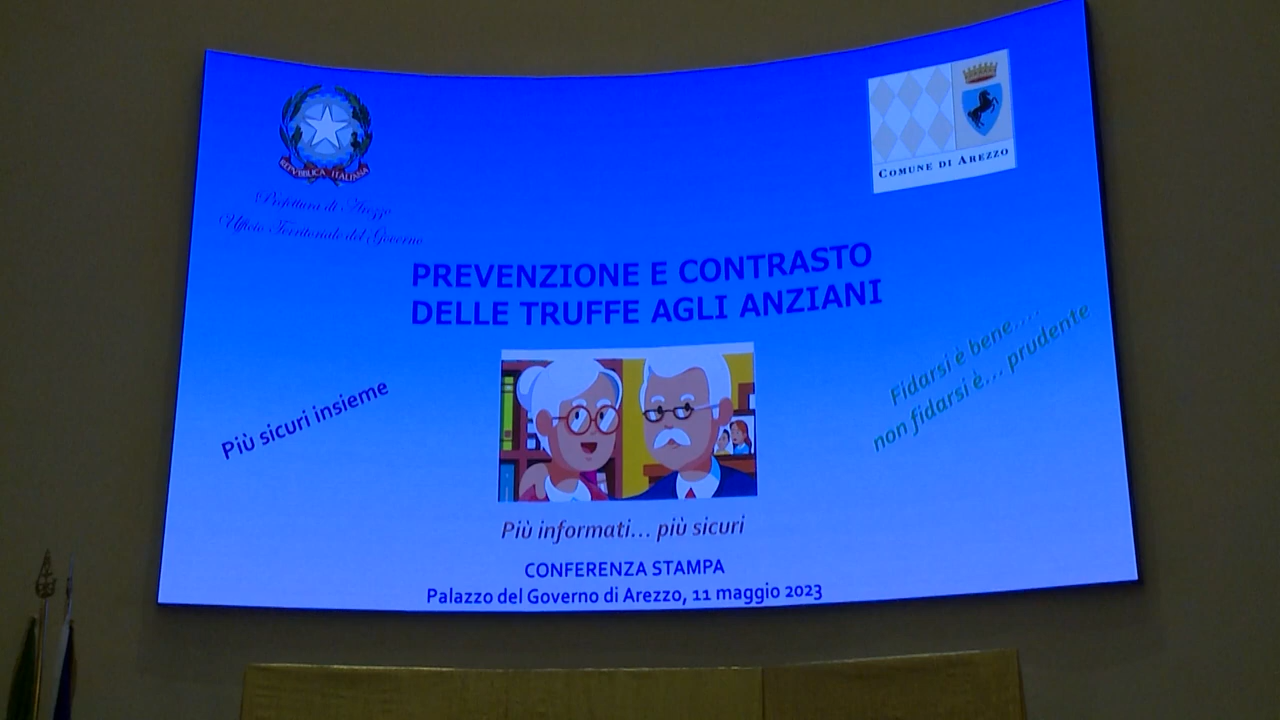 REPVBBLICA ITALIANA
Prefettura di Arezzo
Ufficio Territoriale del Governo
COMUNE DI AREZZO
PREVENZIONE E CONTRASTO
DELLE TRUFFE AGLI ANZIANI
Più sicuri insieme
Fidarsi è bene....
non fidarsi è... prudente
Più informati... più sicuri
CONFERENZA STAMPA
Palazzo del Governo di Arezzo, 11 maggio 2023